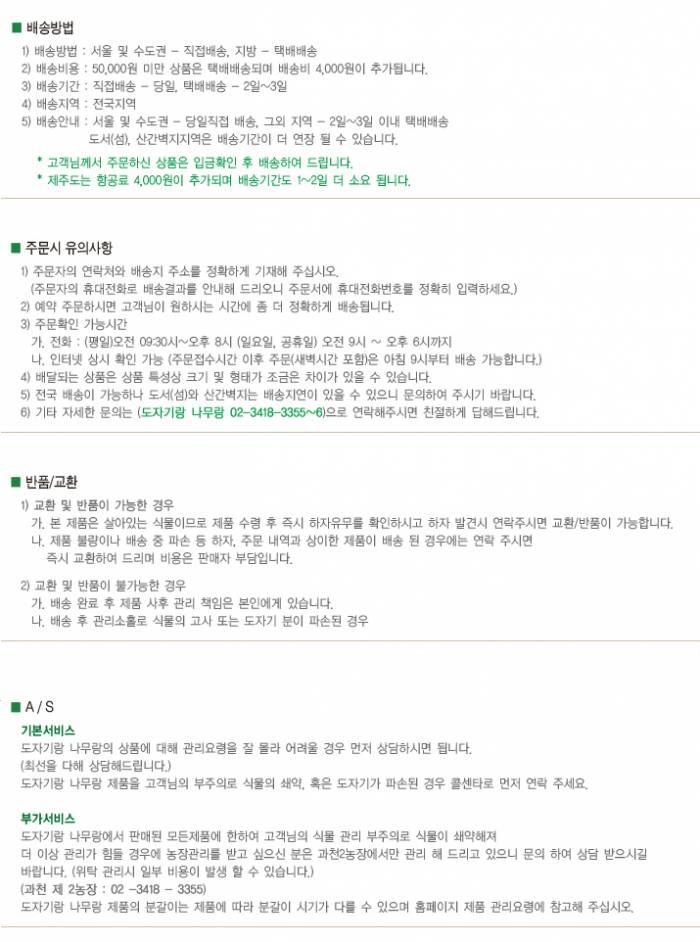 ■ 배송방법
1) 배송방법 : 서울 및 수도권 - 직접배송, 지방 - 택배배송
2) 배송비용 : 50,000원 미만 상품은 택배배송되며 배송비 4,000원이 추가됩니다.
3) 배송기간 : 직접배송 - 당일, 택배배송 - 2일~3일
4) 배송지역 : 전국지역
5) 배송안내 : 서울 및 수도권 - 당일직접 배송, 그외 지역 - 2일~3일 이내 택배배송
도서(섬), 산간벽지지역은 배송기간이 더 연장 될 수 있습니다.
* 고객님께서 주문하신 상품은 입금확인 후 배송하여 드립니다.
* 제주도는 항공료 4,000원이 추가되며 배송기간도 1~2일 더 소요 됩니다.
■ 주문시 유의사항
1) 주문자의 연락처와 배송지 주소를 정확하게 기재해 주십시오.
(주문자의 휴대전화로 배송결과를 안내해 드리오니 주문서에 휴대전화번호를 정확히 입력하세요.)
2) 예약 주문하시면 고객님이 원하시는 시간에 좀 더 정확하게 배송됩니다.
3) 주문확인 가능시간
가. 전화 : (평일)오전 09:30시~오후 8시 (일요일, 공휴일) 오전 9시 ~ 오후 6시까지
나. 인터넷 상시 확인 가능 (주문접수시간 이후 주문(새벽시간 포함)은 아침 9시부터 배송 가능합니다.)
4) 배달되는 상품은 상품 특성상 크기 및 형태가 조금은 차이가 있을 수 있습니다.
5) 전국 배송이 가능하나 도서(섬)와 산간벽지는 배송지연이 있을 수 있으니 문의하여 주시기 바랍니다.
6) 기타 자세한 문의는 (도자기랑 나무랑 02-3418-3355~6)으로 연락해주시면 친절하게 답해드립니다.
■ 반품/교환
1) 교환 및 반품이 가능한 경우
가. 본 제품은 살아있는 식물이므로 제품 수령 후 즉시 하자유무를 확인하시고 하자 발견시 연락주시면 교환/반품이 가능합니다.
나. 제품 불량이나 배송 중 파손 등 하자, 주문 내역과 상이한 제품이 배송 된 경우에는 연락 주시면
즉시 교환하여 드리며 비용은 판매자 부담입니다.
2) 교환 및 반품이 불가능한 경우
가. 배송 완료 후 제품 사후 관리 책임은 본인에게 있습니다.
나. 배송 후 관리소홀로 식물의 고사 또는 도자기 분이 파손된 경우
■ A / S
기본서비스
도자기랑 나무랑의 상품에 대해 관리요령을 잘 몰라 어려울 경우 먼저 상담하시면 됩니다.
(최선을 다해 상담해드립니다.)
도자기랑 나무랑 제품을 고객님의 부주의로 식물의 쇄약, 혹은 도자기가 파손된 경우 콜센타로 먼저 연락 주세요.
부가서비스
도자기랑 나무랑에서 판매된 모든제품에 한하여 고객님의 식물 관리 부주의로 식물이 쇄약해져
더 이상 관리가 힘들 경우에 농장관리를 받고 싶으신 분은 과천2농장에서만 관리 해 드리고 있으니 문의 하여 상담 받으시길
바랍니다. (위탁 관리시 일부 비용이 발생 할 수 있습니다.)
(과천 제 2농장 : 02 -3418 - 3355)
도자기랑 나무랑 제품의 분갈이는 제품에 따라 분갈이 시기가 다를 수 있으며 홈페이지 제품 관리요령에 참고해 주십시오.